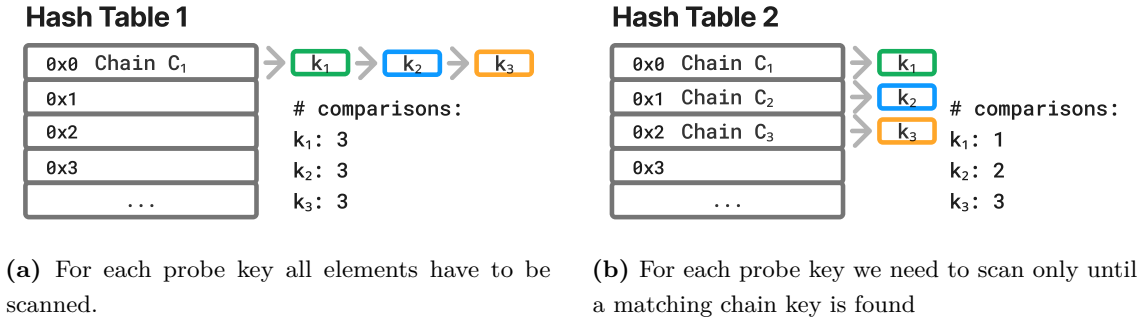 Hash Table 1
0x0 Chain C₁ k₁ k₂ k₃
0x1
0x2
0x3
...
# comparisons:
k₁: 3
k₂: 3
k₃: 3
(a) For each probe key all elements have to be
scanned.
Hash Table 2
0x0 Chain C₁ k₁
0x1 Chain C₂ k₂
0x2 Chain C₃ k₃
0x3
...
# comparisons:
k₁: 1
k₂: 2
k₃: 3
(b) For each probe key we need to scan only until
a matching chain key is found